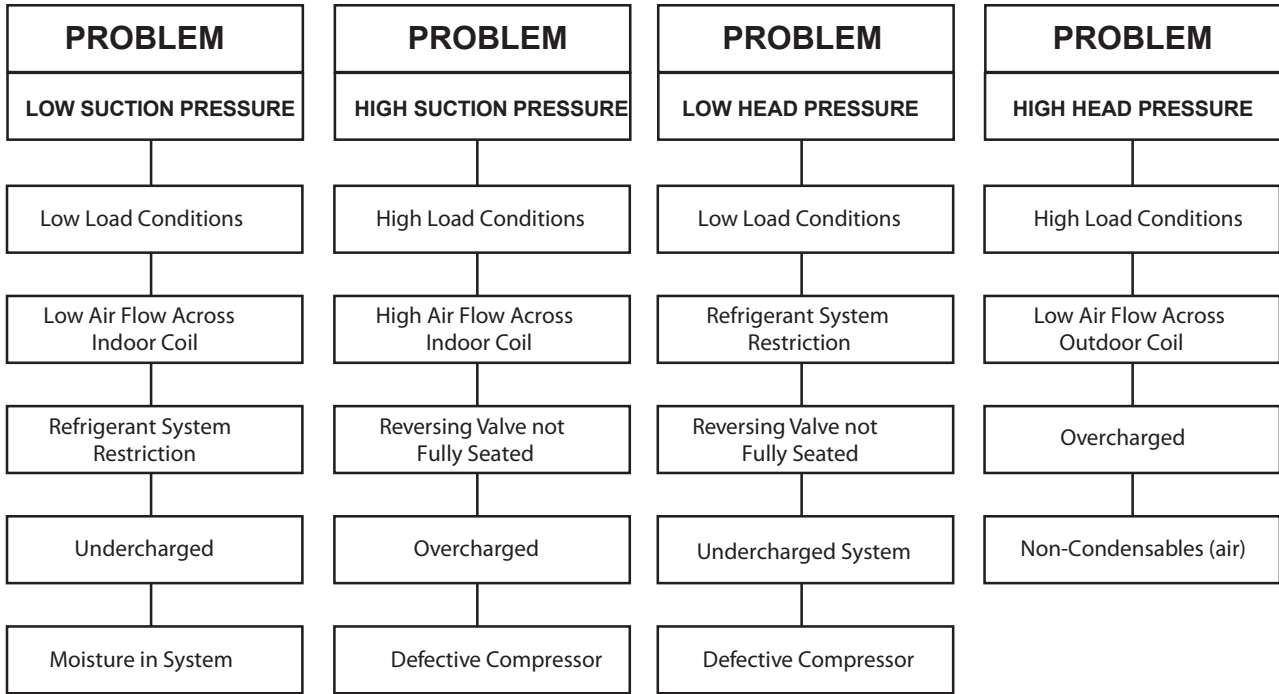 PROBLEM
LOW SUCTION PRESSURE
Low Load Conditions
Low Air Flow Across
Indoor Coil
Refrigerant System
Restriction
Undercharged
Moisture in System
PROBLEM
HIGH SUCTION PRESSURE
High Load Conditions
High Air Flow Across
Indoor Coil
Reversing Valve not
Fully Seated
Overcharged
Defective Compressor
PROBLEM
LOW HEAD PRESSURE
Low Load Conditions
Refrigerant System
Restriction
Reversing Valve not
Fully Seated
Undercharged System
Defective Compressor
PROBLEM
HIGH HEAD PRESSURE
High Load Conditions
Low Air Flow Across
Outdoor Coil
Overcharged
Non-Condensables (air)